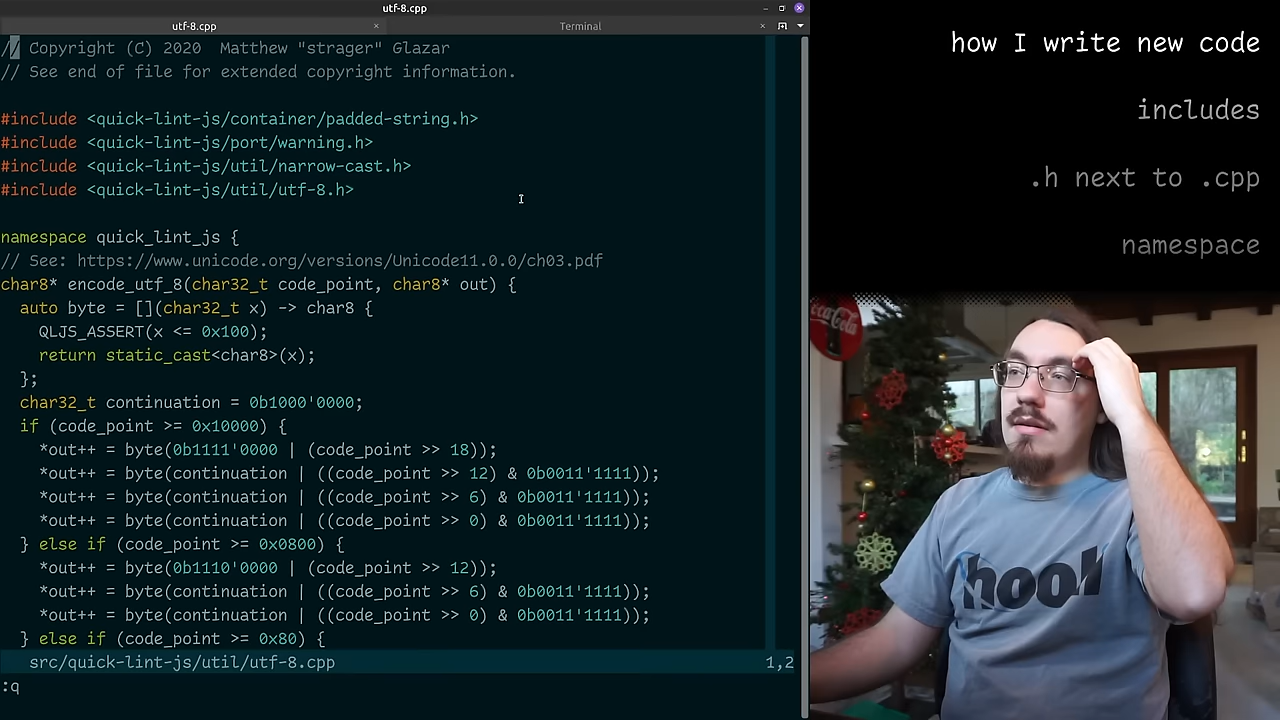 utf-8.cpp
utf-8.cpp × Terminal ×
// Copyright (C) 2020  Matthew "strager" Glazar
// See end of file for extended copyright information.
#include <quick-lint-js/container/padded-string.h>
#include <quick-lint-js/port/warning.h>
#include <quick-lint-js/util/narrow-cast.h>
#include <quick-lint-js/util/utf-8.h>
namespace quick_lint_js {
// See: https://www.unicode.org/versions/Unicode11.0.0/ch03.pdf
char8* encode_utf_8(char32_t code_point, char8* out) {
  auto byte = [](char32_t x) -> char8 {
    QLJS_ASSERT(x <= 0x100);
    return static_cast<char8>(x);
  };
  char32_t continuation = 0b1000'0000;
  if (code_point >= 0x10000) {
    *out++ = byte(0b1111'0000 | (code_point >> 18));
    *out++ = byte(continuation | ((code_point >> 12) & 0b0011'1111));
    *out++ = byte(continuation | ((code_point >> 6) & 0b0011'1111));
    *out++ = byte(continuation | ((code_point >> 0) & 0b0011'1111));
  } else if (code_point >= 0x0800) {
    *out++ = byte(0b1110'0000 | (code_point >> 12));
    *out++ = byte(continuation | ((code_point >> 6) & 0b0011'1111));
    *out++ = byte(continuation | ((code_point >> 0) & 0b0011'1111));
  } else if (code_point >= 0x80) {
src/quick-lint-js/util/utf-8.cpp 1,2
:q
how I write new code
includes
.h next to .cpp
namespace
Coca-Cola
hool